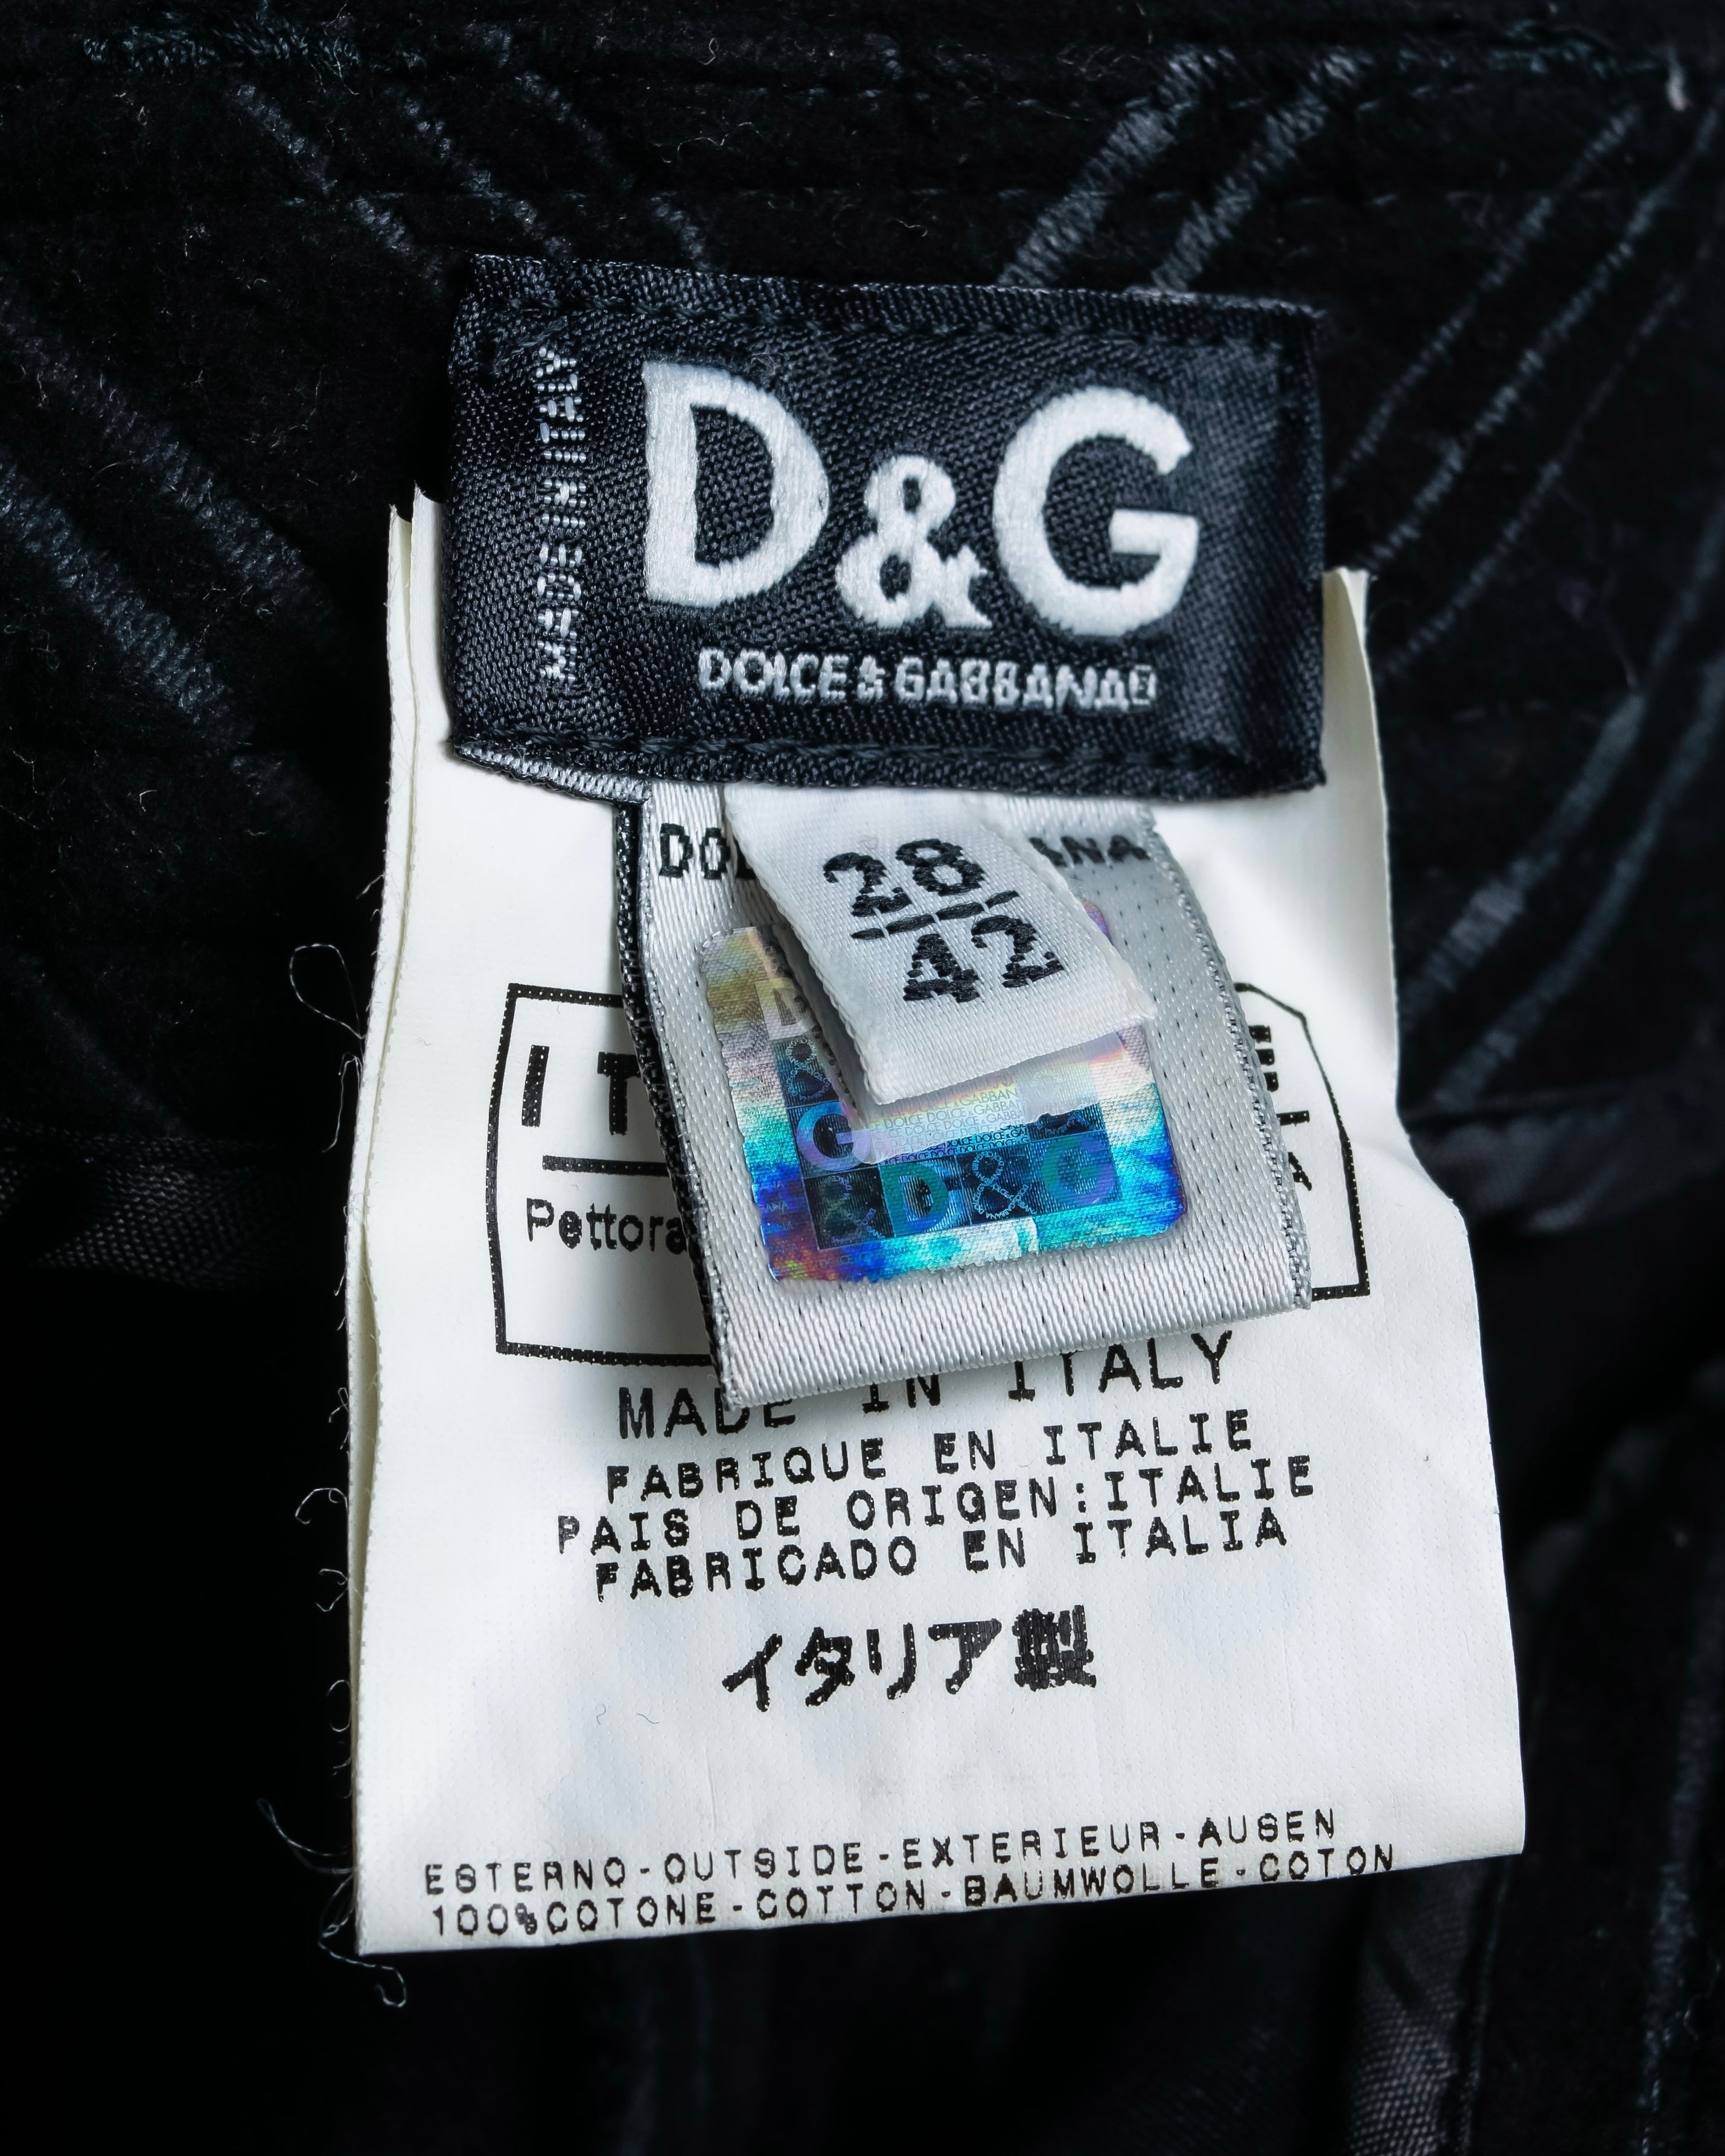 MADE IN ITALY
D&G
DOLCE & GABBANA
28
42
D&G
Pettora
MADE IN ITALY
FABRIQUE EN ITALIE
PAIS DE ORIGEN:ITALIE
FABRICADO EN ITALIA
イタリア製
ESTERNO-OUTSIDE-EXTERIEUR-AUSEN
100%COTONE-COTTON-BAUMWOLLE-COTON